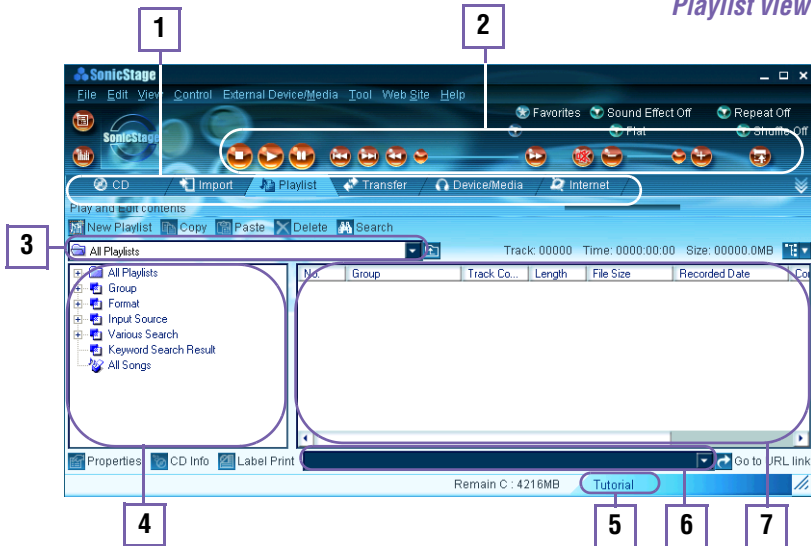 Playlist view
1
2
SonicStage
File Edit View Control External Device/Media Tool Web Site Help
Favorites Sound Effect Off Repeat Off
Flat Shuffle Off
SonicStage
CD Import Playlist Transfer Device/Media Internet
Play and Edit contents
New Playlist Copy Paste Delete Search
3
All Playlists Track: 00000 Time: 0000:00:00 Size: 00000.0MB
All Playlists
Group
Format
Input Source
Various Search
Keyword Search Result
All Songs
No. Group Track Co... Length File Size Recorded Date Co
Properties CD Info Label Print Go to URL link
Remain C : 4216MB Tutorial
4
5
6
7